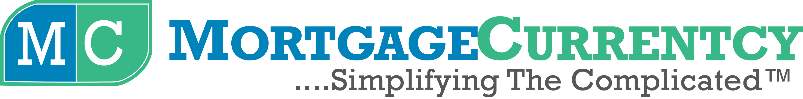 MC MORTGAGECURRENTCY
....Simplifying The Complicated™